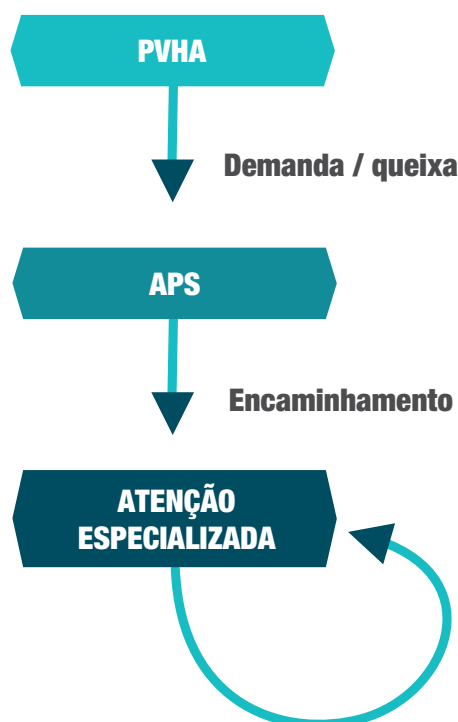 PVHA
Demanda / queixa
APS
Encaminhamento
ATENÇÃO
ESPECIALIZADA